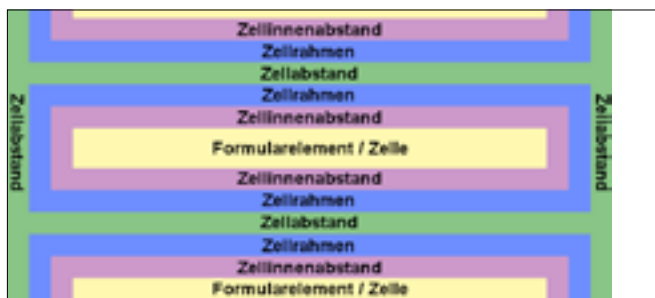 Zellinnenabstand
Zellrahmen
Zellabstand
Zellrahmen
Zellinnenabstand
Zellabstand
Formularelement / Zelle
Zellabstand
Zellinnenabstand
Zellrahmen
Zellabstand
Zellrahmen
Zellinnenabstand
Formularelement / Zelle